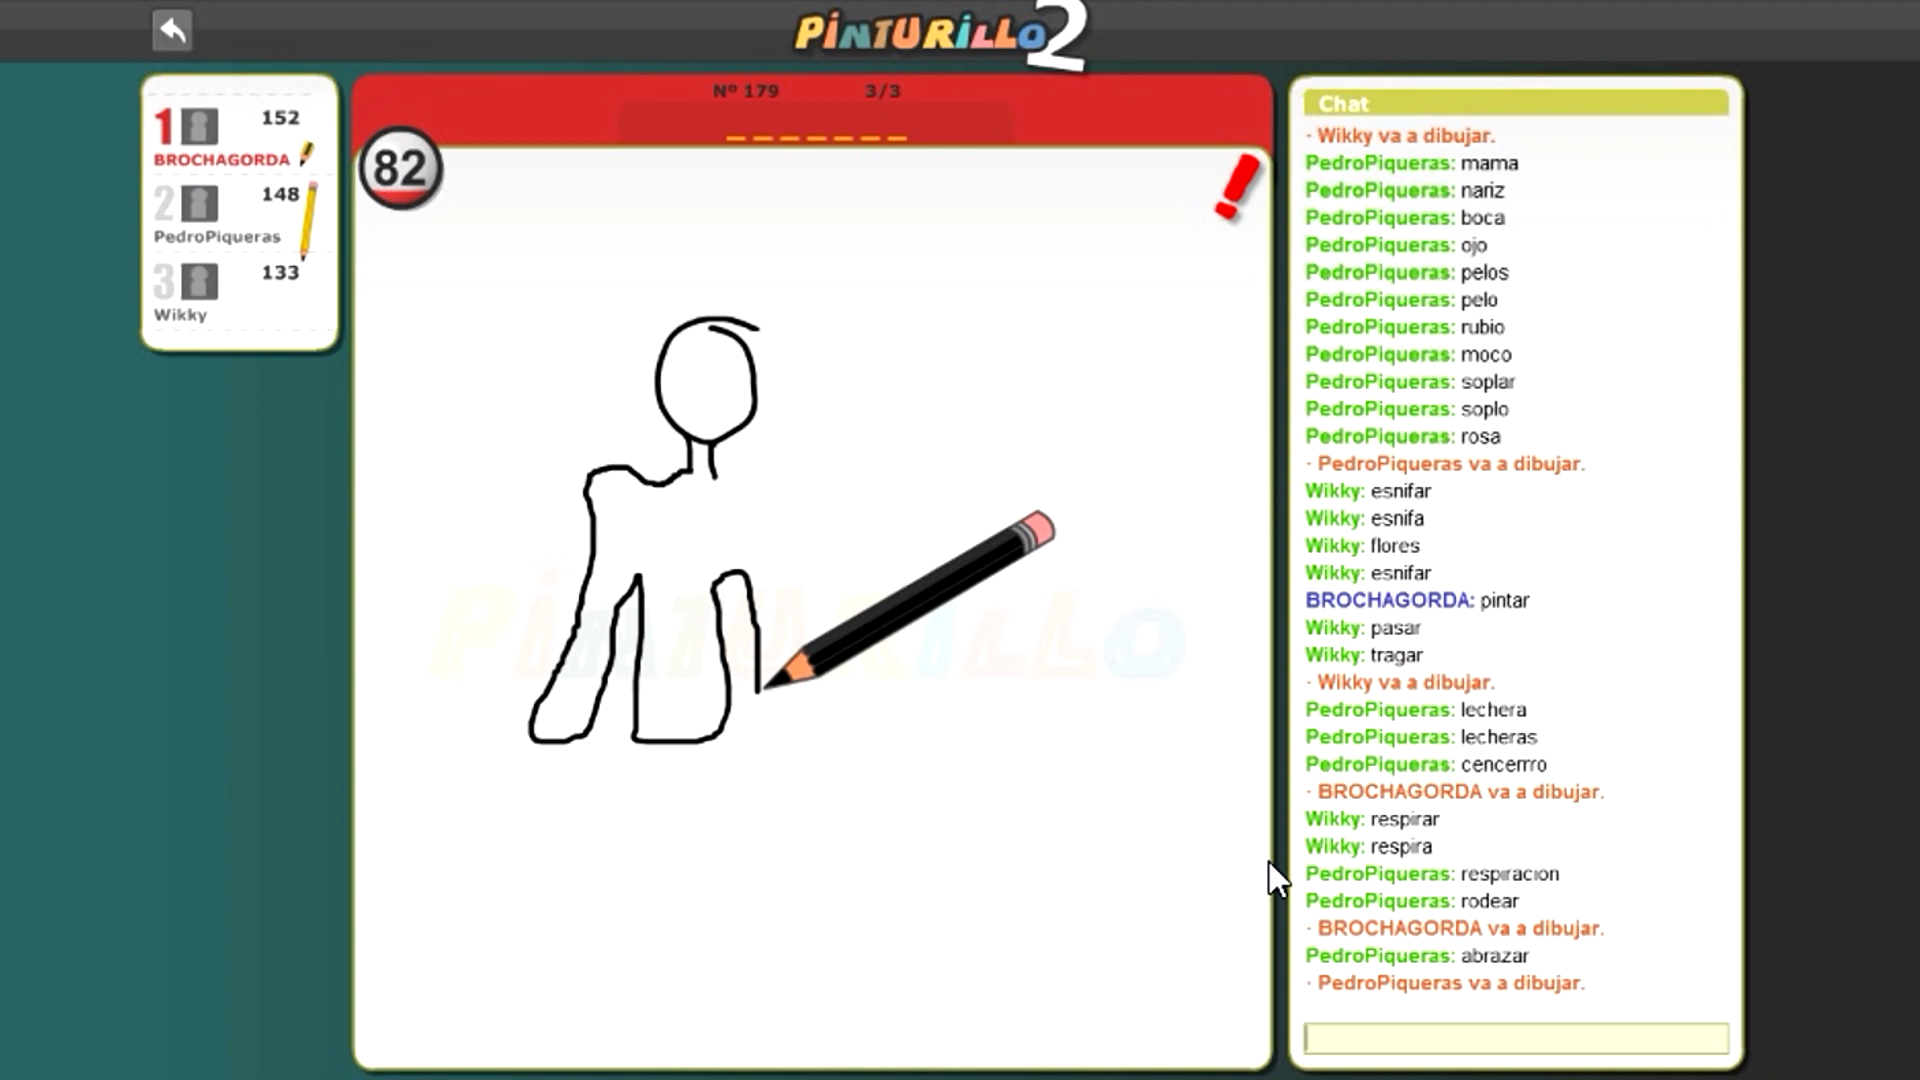 PiNTURiLLO 2
1 152
BROCHAGORDA
2 148
PedroPiqueras
3 133
Wikky
Nº 179 3/3
82
PiNTURiLLO
Chat
· Wikky va a dibujar.
PedroPiqueras: mama
PedroPiqueras: nariz
PedroPiqueras: boca
PedroPiqueras: ojo
PedroPiqueras: pelos
PedroPiqueras: pelo
PedroPiqueras: rubio
PedroPiqueras: moco
PedroPiqueras: soplar
PedroPiqueras: soplo
PedroPiqueras: rosa
· PedroPiqueras va a dibujar.
Wikky: esnifar
Wikky: esnifa
Wikky: flores
Wikky: esnifar
BROCHAGORDA: pintar
Wikky: pasar
Wikky: tragar
· Wikky va a dibujar.
PedroPiqueras: lechera
PedroPiqueras: lecheras
PedroPiqueras: cencerrro
· BROCHAGORDA va a dibujar.
Wikky: respirar
Wikky: respira
PedroPiqueras: respiracion
PedroPiqueras: rodear
· BROCHAGORDA va a dibujar.
PedroPiqueras: abrazar
· PedroPiqueras va a dibujar.